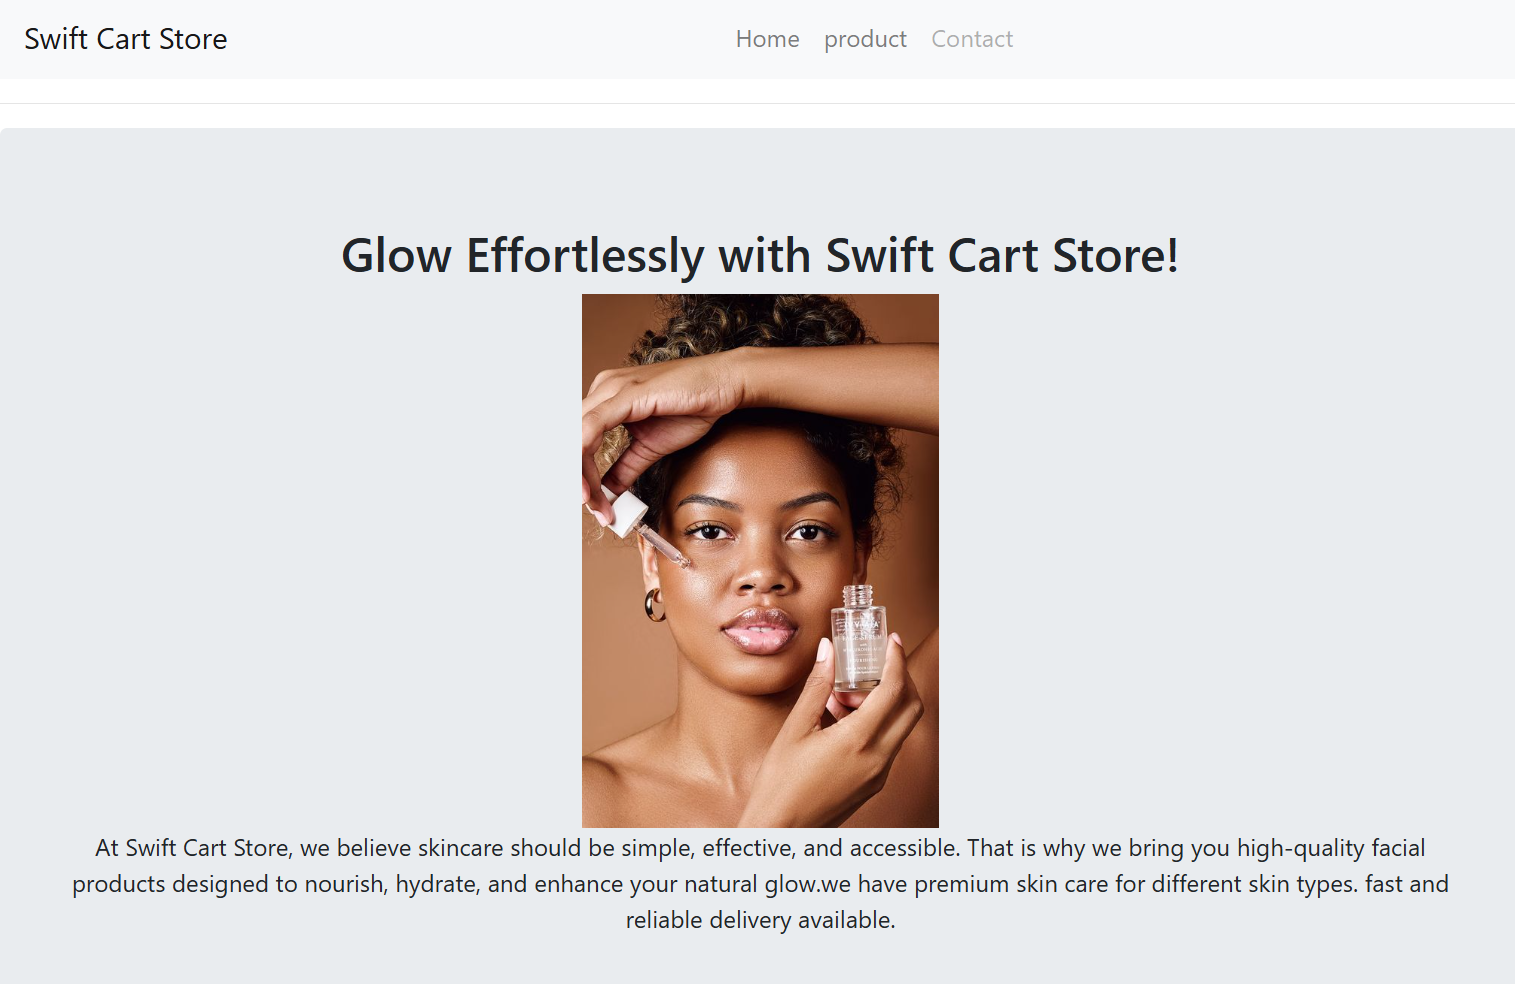 Swift Cart Store
Home product Contact
Glow Effortlessly with Swift Cart Store!
At Swift Cart Store, we believe skincare should be simple, effective, and accessible. That is why we bring you high-quality facial
products designed to nourish, hydrate, and enhance your natural glow.we have premium skin care for different skin types. fast and
reliable delivery available.